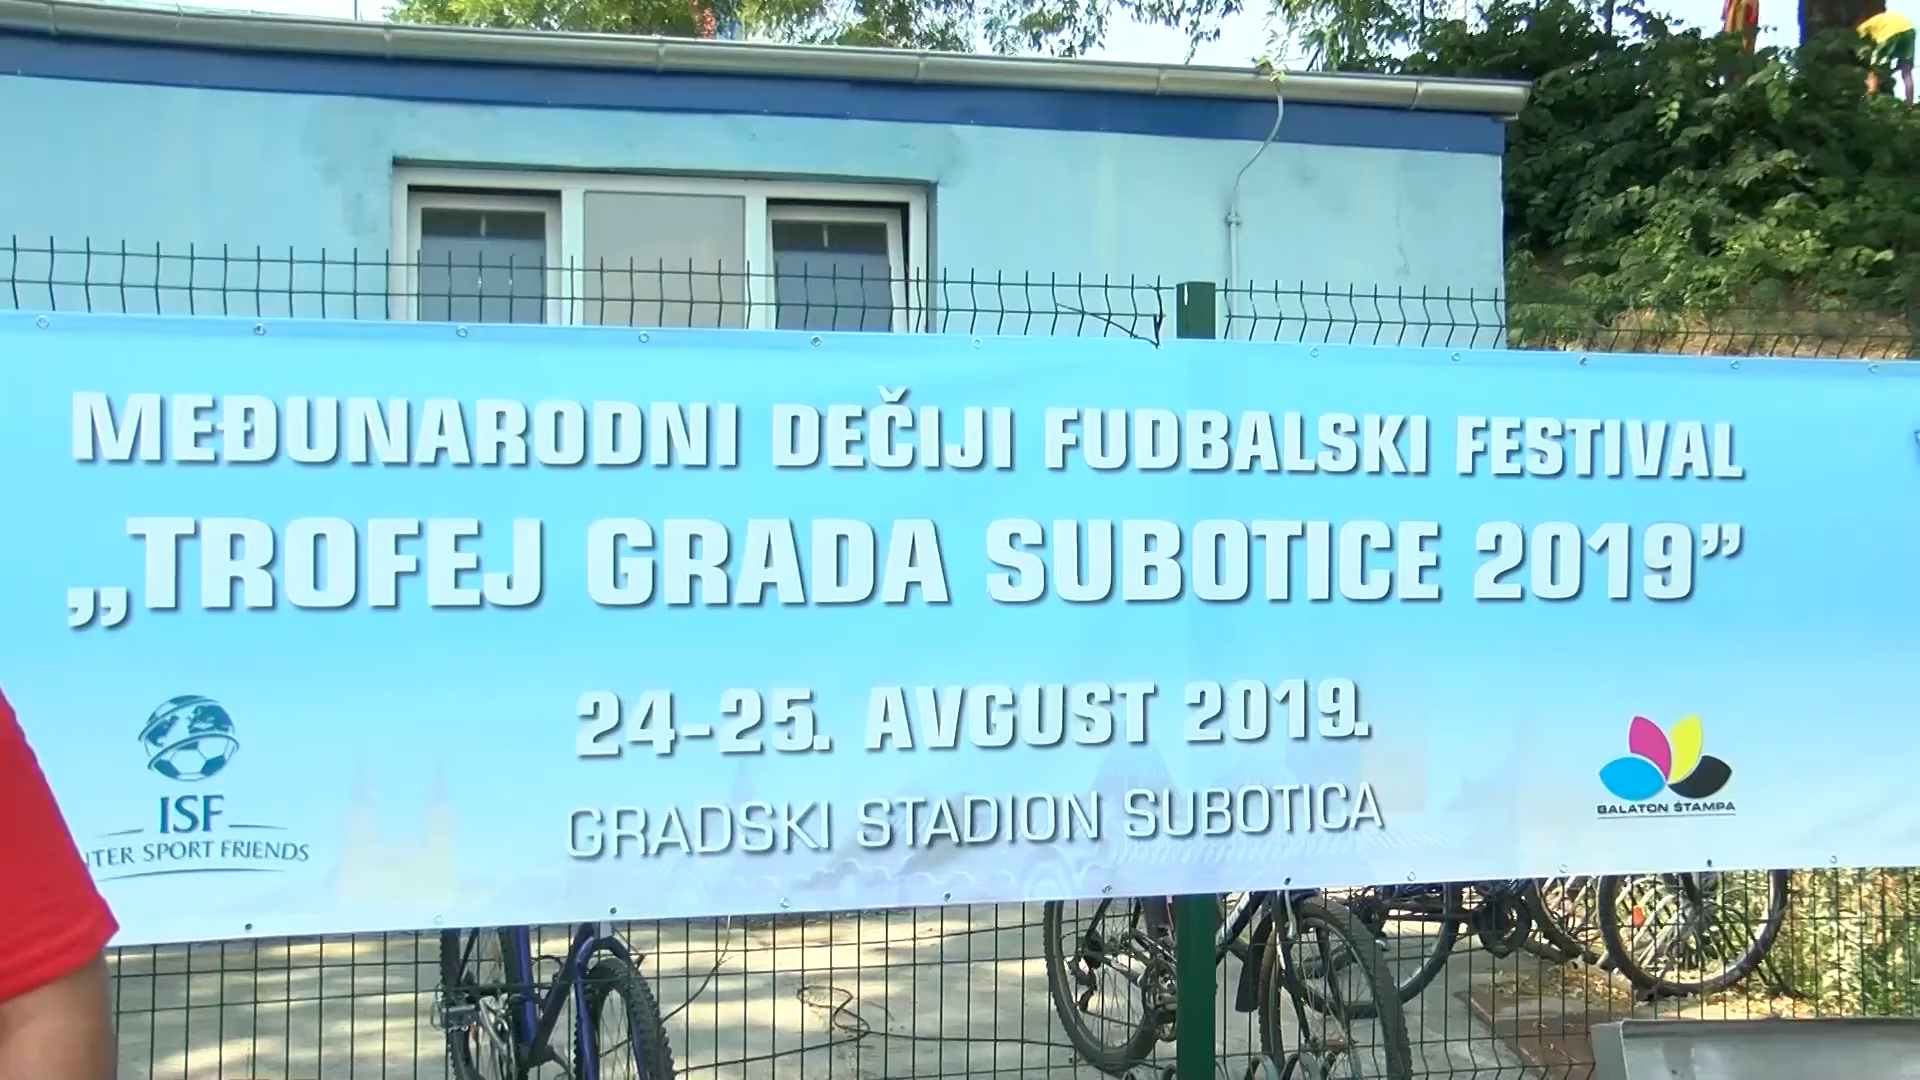 MEĐUNARODNI DEČIJI FUDBALSKI FESTIVAL
„TROFEJ GRADA SUBOTICE 2019”
24-25. AVGUST 2019.
GRADSKI STADION SUBOTICA
ISF
INTER SPORT FRIENDS
BALATON ŠTAMPA